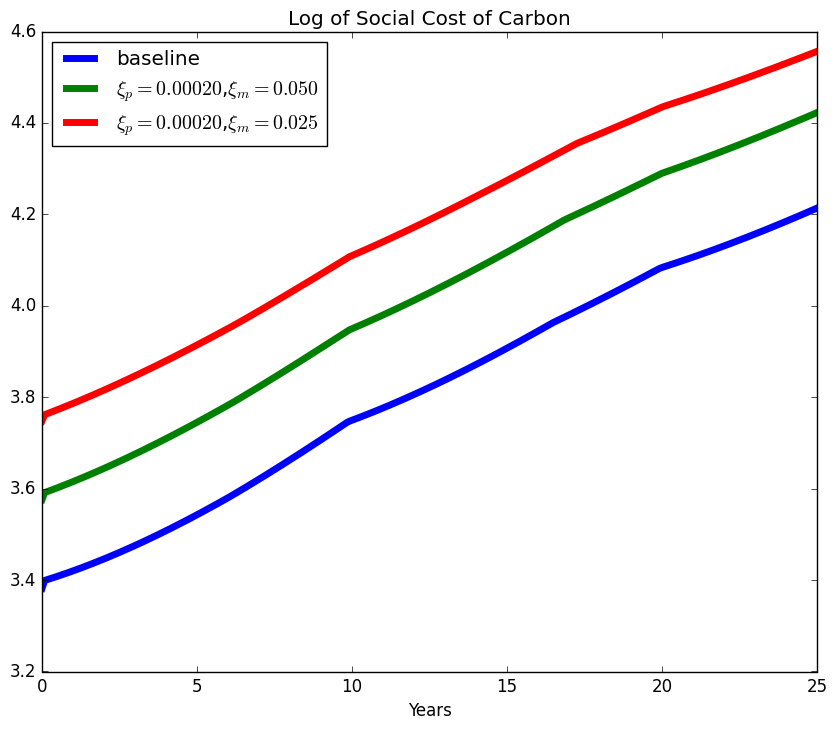 Log of Social Cost of Carbon
4.6
4.4
4.2
4.0
3.8
3.6
3.4
3.2
baseline
ξₚ = 0.00020,ξₘ = 0.050
ξₚ = 0.00020,ξₘ = 0.025
0 5 10 15 20 25
Years